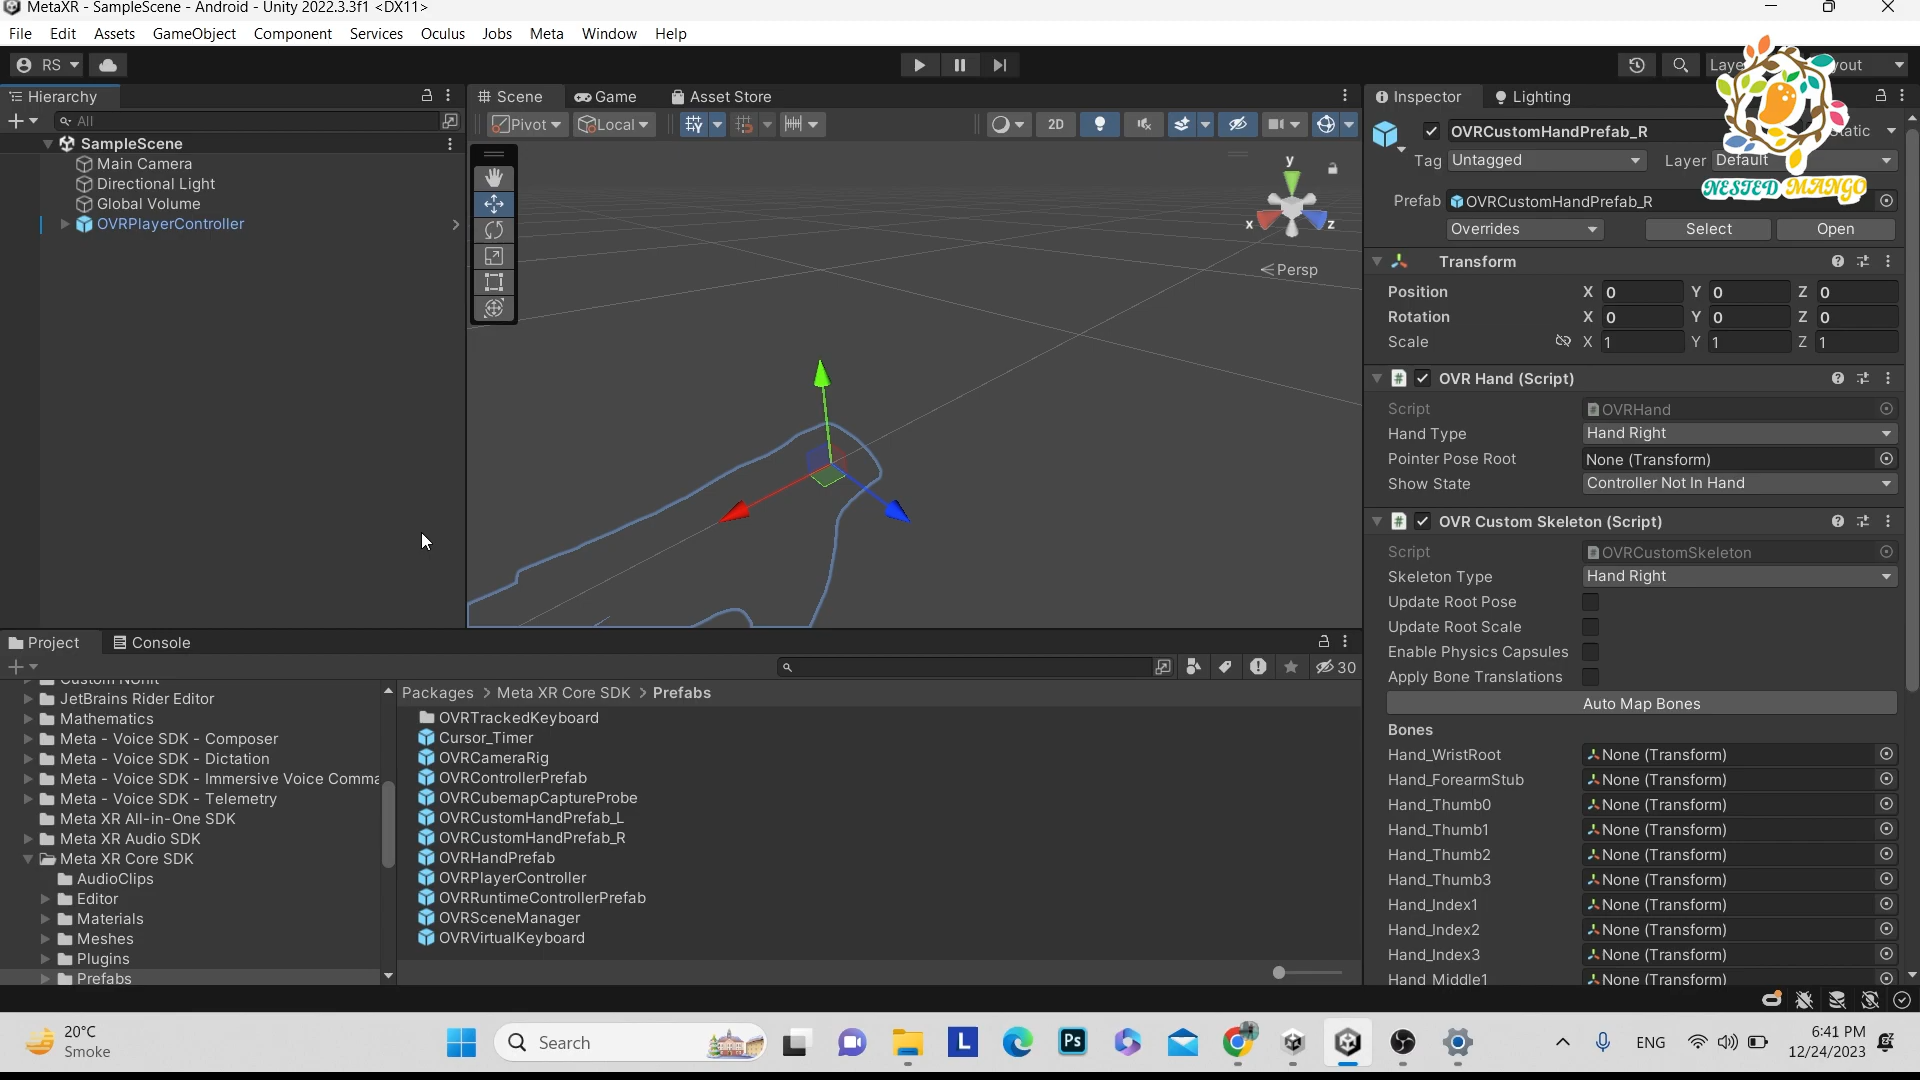 MetaXR - SampleScene - Android - Unity 2022.3.3f1 <DX11>
File Edit Assets GameObject Component Services Oculus Jobs Meta Window Help
RS
Hierarchy
All
SampleScene
Main Camera
Directional Light
Global Volume
OVRPlayerController
Scene Game Asset Store
Pivot Local 2D
y
x z
Persp
Inspector Lighting
OVRCustomHandPrefab_R
Tag Untagged Layer Default
NESTED MANGO
Prefab OVRCustomHandPrefab_R
Overrides Select Open
Transform
Position X 0 Y 0 Z 0
Rotation X 0 Y 0 Z 0
Scale X 1 Y 1 Z 1
OVR Hand (Script)
Script OVRHand
Hand Type Hand Right
Pointer Pose Root None (Transform)
Show State Controller Not In Hand
OVR Custom Skeleton (Script)
Script OVRCustomSkeleton
Skeleton Type Hand Right
Update Root Pose
Update Root Scale
Enable Physics Capsules
Apply Bone Translations
Auto Map Bones
Bones
Hand_WristRoot None (Transform)
Hand_ForearmStub None (Transform)
Hand_Thumb0 None (Transform)
Hand_Thumb1 None (Transform)
Hand_Thumb2 None (Transform)
Hand_Thumb3 None (Transform)
Hand_Index1 None (Transform)
Hand_Index2 None (Transform)
Hand_Index3 None (Transform)
Hand_Middle1 None (Transform)
Project Console
30
JetBrains Rider Editor
Mathematics
Meta - Voice SDK - Composer
Meta - Voice SDK - Dictation
Meta - Voice SDK - Immersive Voice Comma
Meta - Voice SDK - Telemetry
Meta XR All-in-One SDK
Meta XR Audio SDK
Meta XR Core SDK
AudioClips
Editor
Materials
Meshes
Plugins
Prefabs
Packages > Meta XR Core SDK > Prefabs
OVRTrackedKeyboard
Cursor_Timer
OVRCameraRig
OVRControllerPrefab
OVRCubemapCaptureProbe
OVRCustomHandPrefab_L
OVRCustomHandPrefab_R
OVRHandPrefab
OVRPlayerController
OVRRuntimeControllerPrefab
OVRSceneManager
OVRVirtualKeyboard
20°C
Smoke
Search
L
Ps
ENG
6:41 PM
12/24/2023